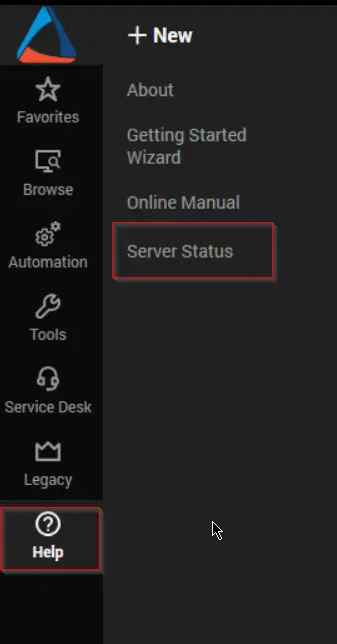 + New
About
Getting Started
Wizard
Online Manual
Server Status
Favorites
Browse
Automation
Tools
Service Desk
Legacy
Help